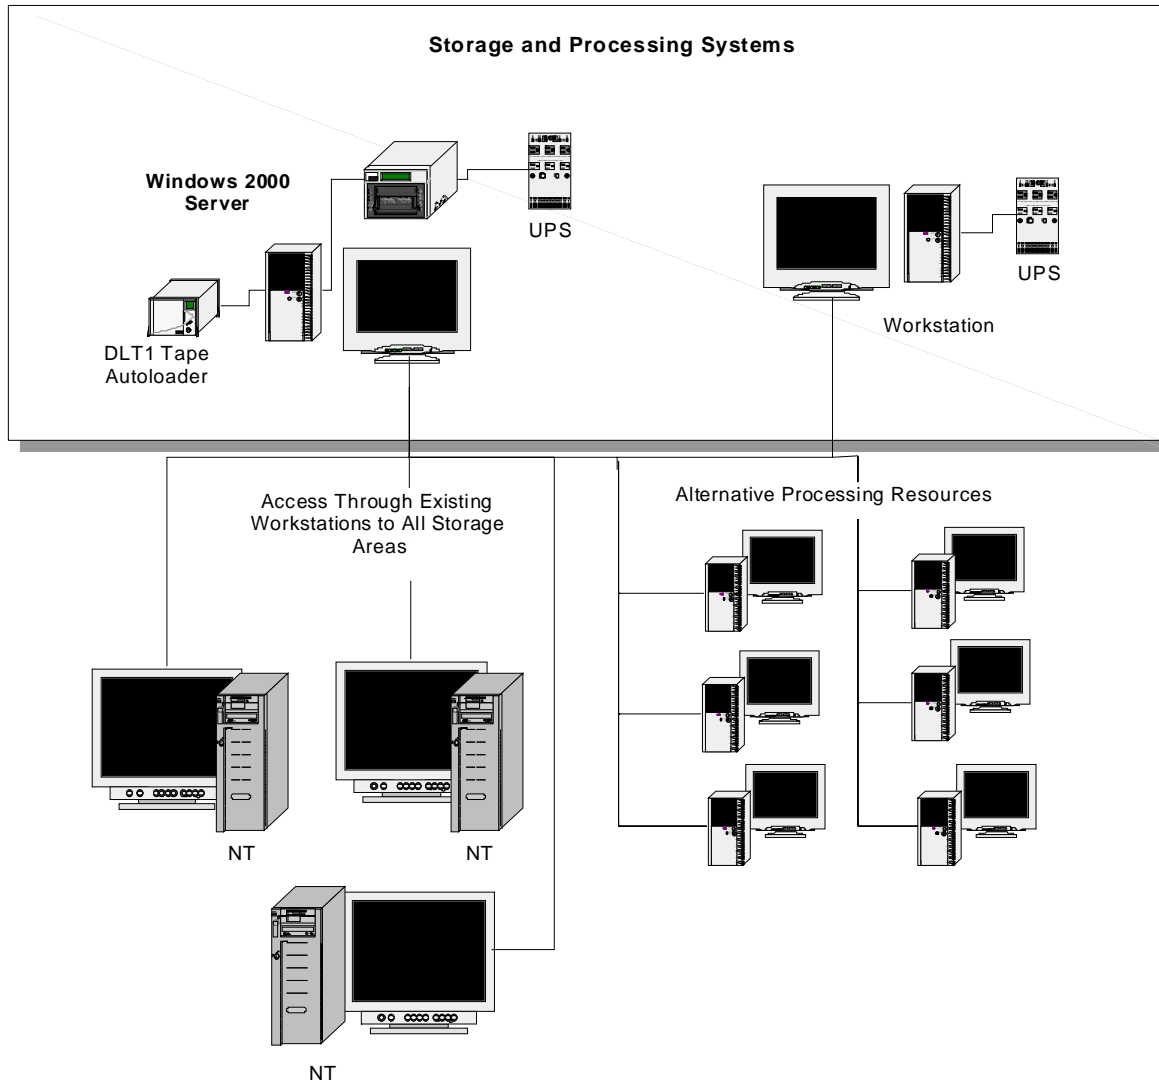 Storage and Processing Systems
Windows 2000
Server
UPS
UPS
Workstation
DLT1 Tape
Autoloader
Access Through Existing
Workstations to All Storage
Areas
Alternative Processing Resources
NT
NT
NT